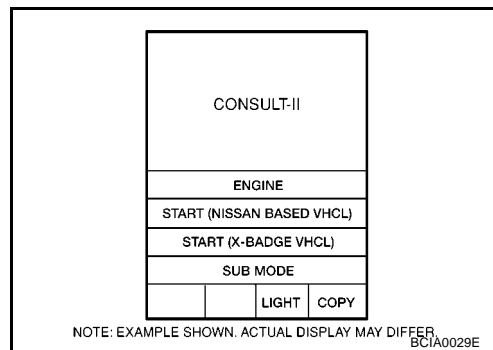 CONSULT-II
ENGINE
START (NISSAN BASED VHCL)
START (X-BADGE VHCL)
SUB MODE
LIGHT COPY
NOTE: EXAMPLE SHOWN. ACTUAL DISPLAY MAY DIFFER.
BCIA0029E